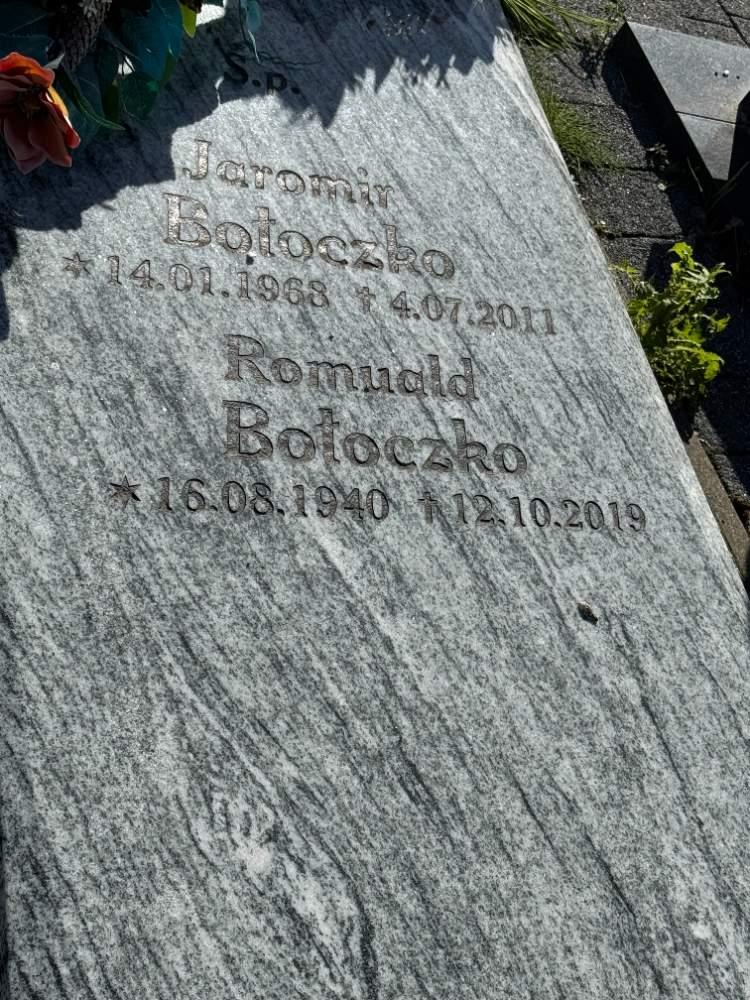 Ś.p.
Jaromir
Bołoczko
* 14.01.1968 † 4.07.2011
Romuald
Bołoczko
* 16.08.1940 † 12.10.2019